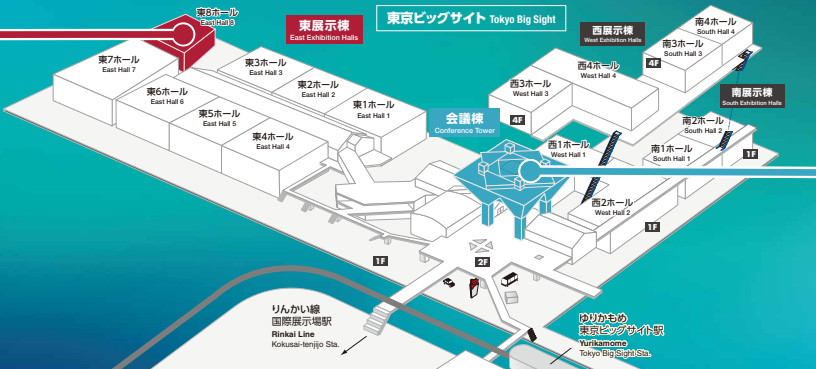 東8ホール
East Hall 8
東展示棟
East Exhibition Halls
東京ビッグサイト Tokyo Big Sight
西展示棟
West Exhibition Halls
南4ホール
South Hall 4
南3ホール
South Hall 3
4F
東7ホール
East Hall 7
東3ホール
East Hall 3
東2ホール
East Hall 2
東1ホール
East Hall 1
東6ホール
East Hall 6
東5ホール
East Hall 5
東4ホール
East Hall 4
西4ホール
West Hall 4
西3ホール
West Hall 3
4F
南展示棟
South Exhibition Halls
会議棟
Conference Tower
南2ホール
South Hall 2
南1ホール
South Hall 1
1F
西1ホール
West Hall 1
西2ホール
West Hall 2
1F
1F
2F
りんかい線
国際展示場駅
Rinkai Line
Kokusai-tenjijo Sta.
ゆりかもめ
東京ビッグサイト駅
Yurikamome
Tokyo Big Sight Sta.